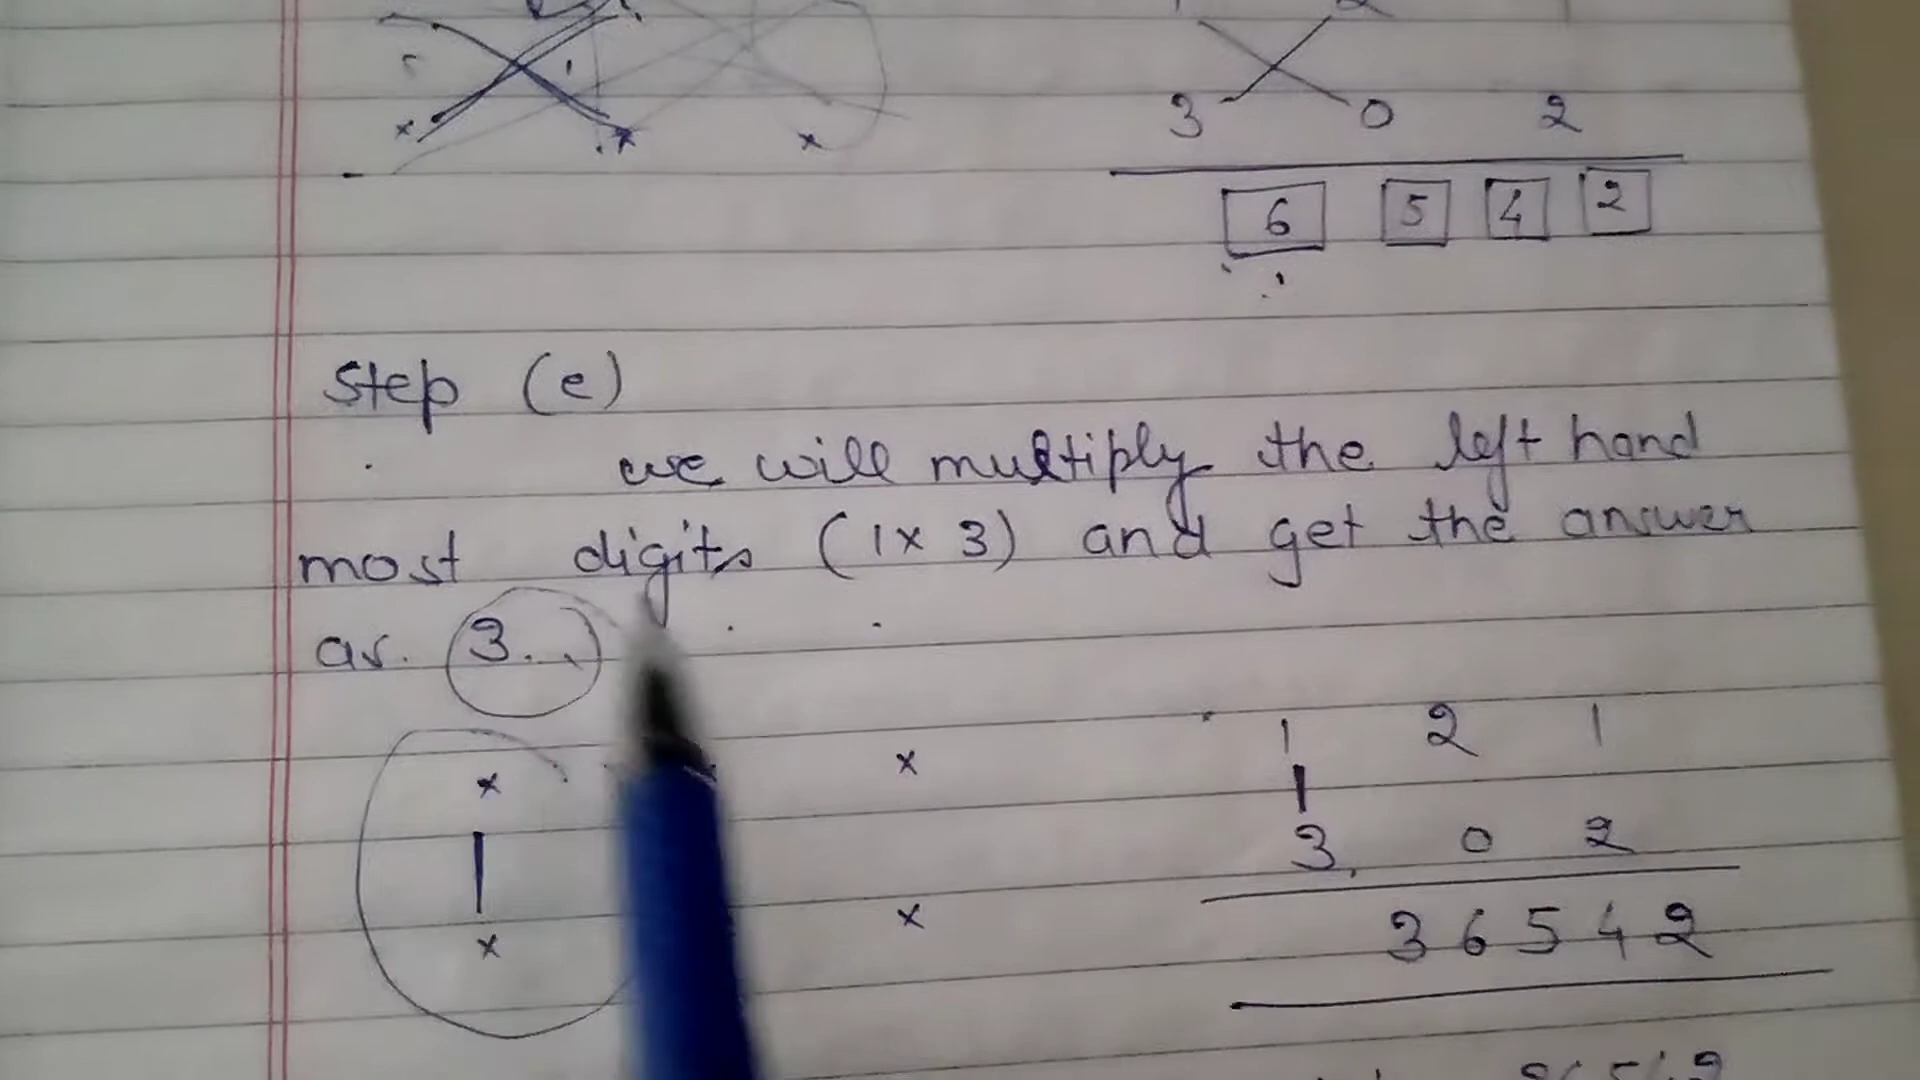 3 0 2
6 5 4 2
Step (e)
we will multiply the left hand
most digits (1x 3) and get the answer
as. 3.
x x 1 2 1
3 0 2
x x 3 6 5 4 2